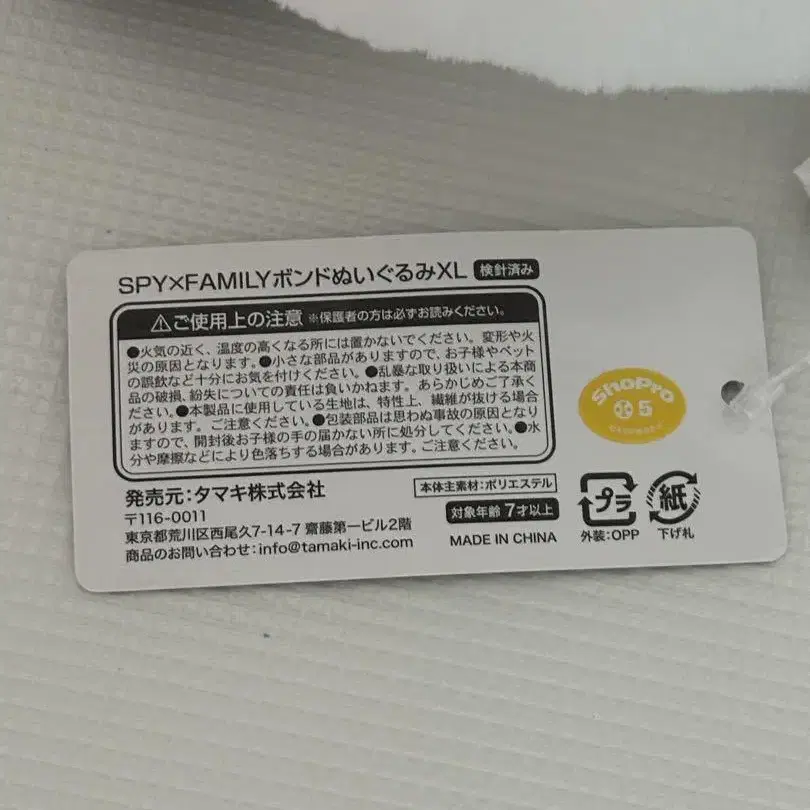 SPY×FAMILYボンドぬいぐるみXL 検針済み
⚠ご使用上の注意 ※保護者の方は必ずお読みください。
●火気の近く、温度の高くなる所には置かないでください。変形や火
災の原因となります。●小さな部品がありますので、お子様やペット
の誤飲など十分にお気を付けください。●乱暴な取り扱いによる本商
品の破損、紛失についての責任は負いかねます。あらかじめご了承く
ださい。●本製品に使用している生地は、特性上、繊維が抜ける場合
があります。ご注意ください。●包装部品は思わぬ事故の原因となり
ますので、開封後お子様の手の届かない所に処分してください。●水
分や摩擦などにより色落ちする場合があります。ご注意ください。
発売元:タマキ株式会社
〒116-0011
東京都荒川区西尾久7-14-7 齋藤第一ビル2階
商品のお問い合わせ:info@tamaki-inc.com
本体主素材:ポリエステル
対象年齢 7才以上
MADE IN CHINA
プラ
外装:OPP
紙
下げ札
ShoPro
5